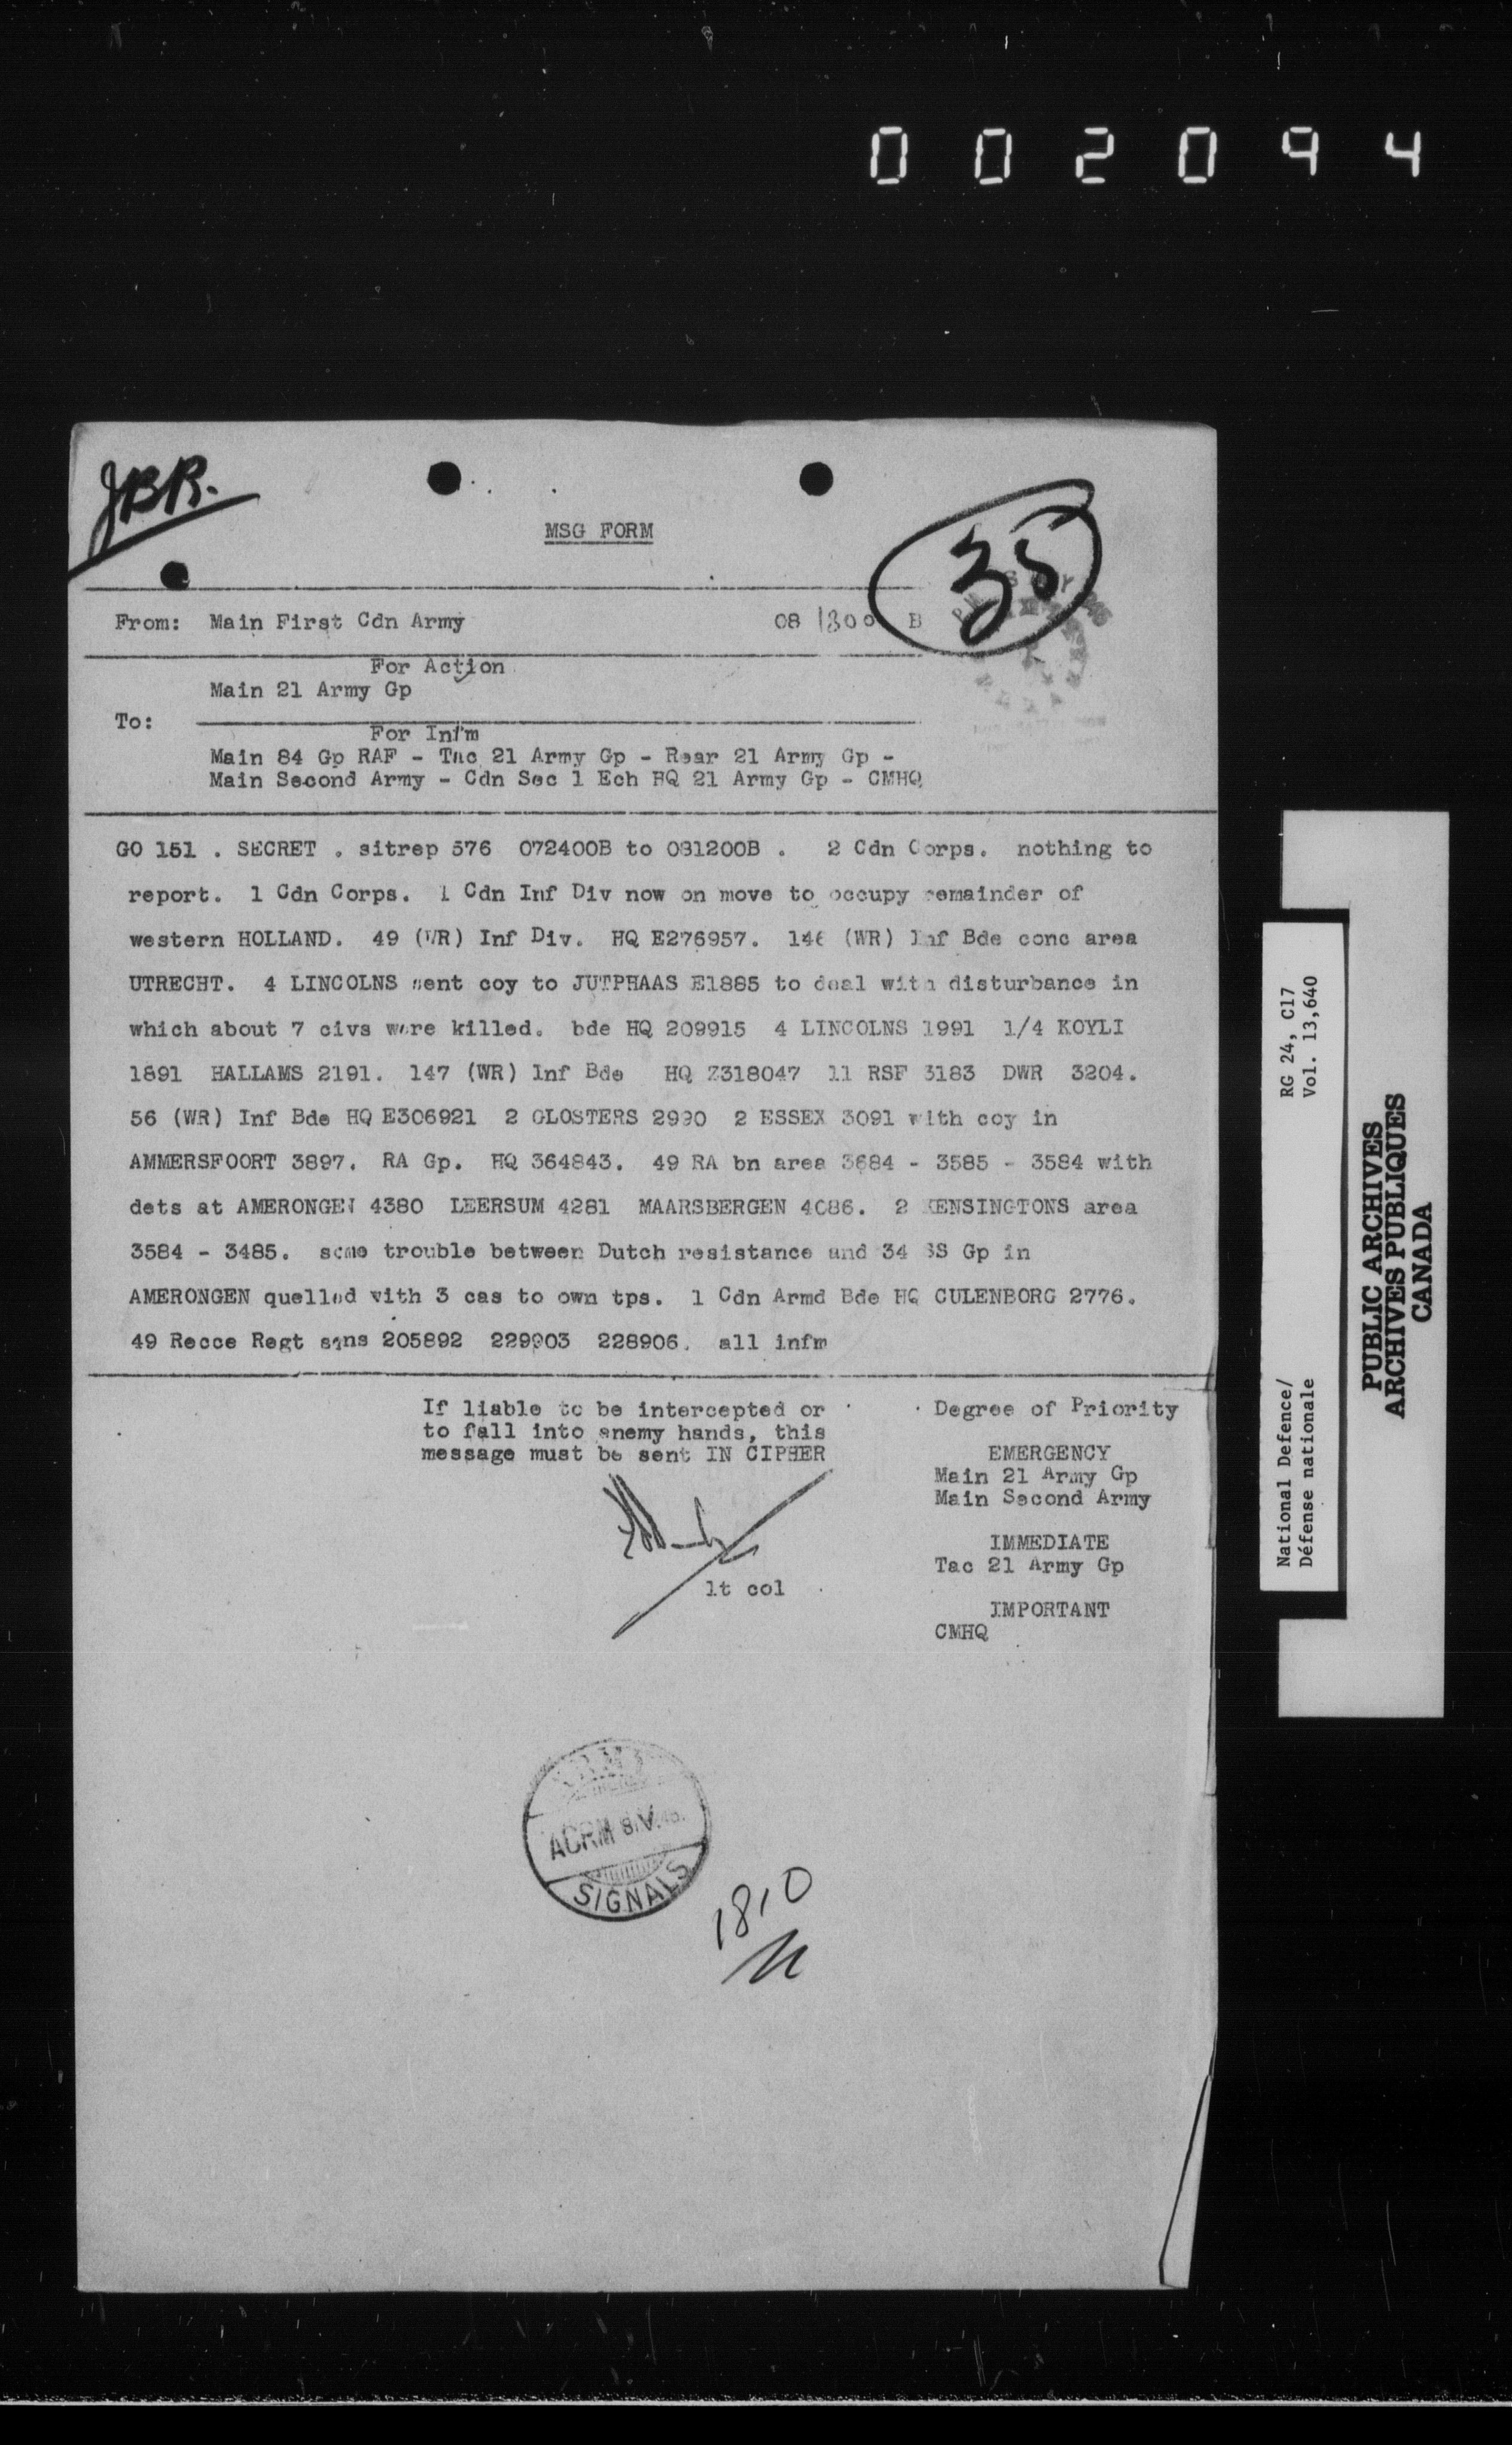 002094
JBR.
35
MSG FORM
From: Main First Cdn Army 08 1300 B
For Action
Main 21 Army Gp
To:
For Infm
Main 84 Gp RAF - Tac 21 Army Gp - Rear 21 Army Gp -
Main Second Army - Cdn Sec 1 Ech HQ 21 Army Gp - CMHQ
GO 151 . SECRET . sitrep 576 072400B to 081200B . 2 Cdn Corps. nothing to
report. 1 Cdn Corps. 1 Cdn Inf Div now on move to occupy remainder of
western HOLLAND. 49 (WR) Inf Div. HQ E276957. 146 (WR) Inf Bde conc area
UTRECHT. 4 LINCOLNS sent coy to JUTPHAAS E1885 to deal with disturbance in
which about 7 civs were killed. bde HQ 209915 4 LINCOLNS 1991 1/4 KOYLI
1891 HALLAMS 2191. 147 (WR) Inf Bde HQ Z318047 11 RSF 3183 DWR 3204.
56 (WR) Inf Bde HQ E306921 2 GLOSTERS 2990 2 ESSEX 3091 with coy in
AMMERSFOORT 3897. RA Gp. HQ 364843. 49 RA bn area 3684 - 3585 - 3584 with
dets at AMERONGEN 4380 LEERSUM 4281 MAARSBERGEN 4086. 2 KENSINGTONS area
3584 - 3485. some trouble between Dutch resistance and 34 SS Gp in
AMERONGEN quelled with 3 cas to own tps. 1 Cdn Armd Bde HQ CULENBORG 2776.
49 Recce Regt sqns 205892 229903 228906. all infm
If liable to be intercepted or
to fall into enemy hands, this
message must be sent IN CIPHER
lt col
Degree of Priority
EMERGENCY
Main 21 Army Gp
Main Second Army
IMMEDIATE
Tac 21 Army Gp
IMPORTANT
CMHQ
ACRM 8.V.45.
SIGNALS
1810
RG 24, C17
Vol. 13,640
National Defence/
Défense nationale
PUBLIC ARCHIVES
ARCHIVES PUBLIQUES
CANADA